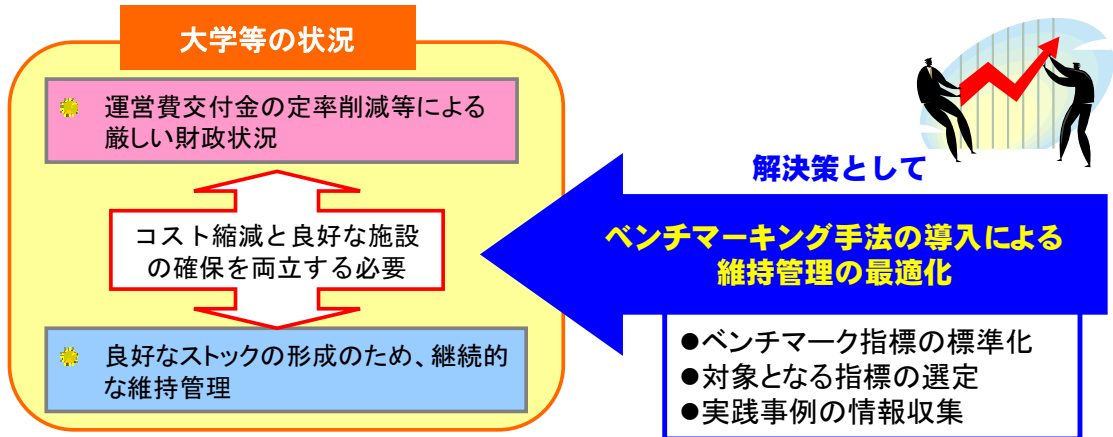 大学等の状況
運営費交付金の定率削減等による
厳しい財政状況
コスト縮減と良好な施設
の確保を両立する必要
良好なストックの形成のため、継続的
な維持管理
解決策として
ベンチマーキング手法の導入による
維持管理の最適化
●ベンチマーク指標の標準化
●対象となる指標の選定
●実践事例の情報収集